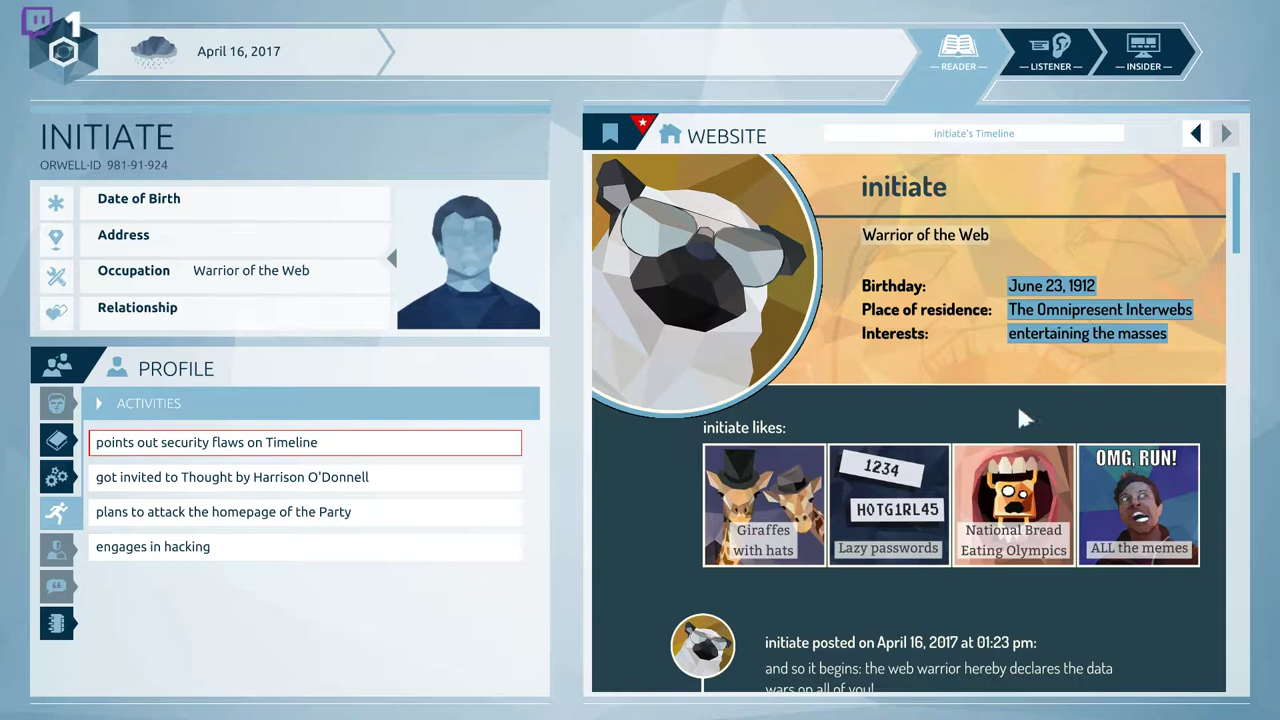 1
April 16, 2017
— READER —
— LISTENER —
— INSIDER —
INITIATE
ORWELL-ID 981-91-924
Date of Birth
Address
Occupation Warrior of the Web
Relationship
PROFILE
ACTIVITIES
points out security flaws on Timeline
got invited to Thought by Harrison O'Donnell
plans to attack the homepage of the Party
engages in hacking
WEBSITE
initiate's Timeline
initiate
Warrior of the Web
Birthday: June 23, 1912
Place of residence: The Omnipresent Interwebs
Interests: entertaining the masses
initiate likes:
Giraffes
with hats
1234
H0TG1RL45
Lazy passwords
National Bread
Eating Olympics
OMG, RUN!
ALL the memes
initiate posted on April 16, 2017 at 01:23 pm:
and so it begins: the web warrior hereby declares the data
wars on all of you!